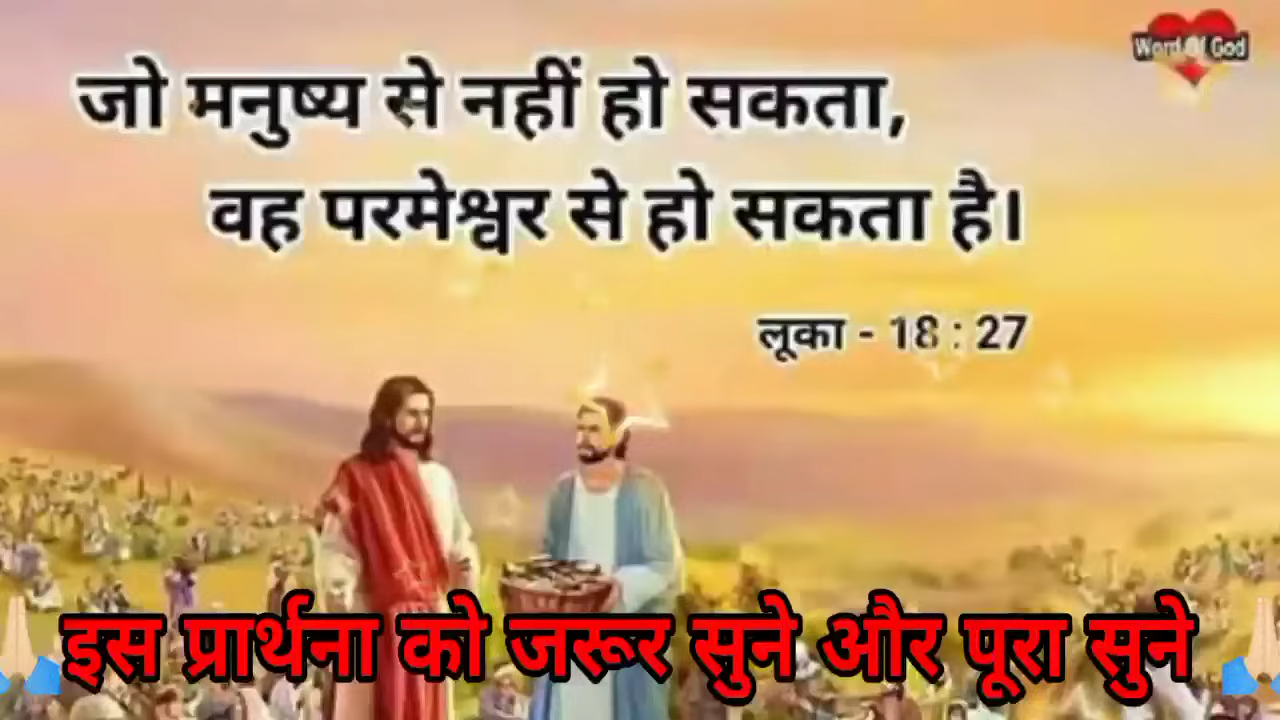 Word Of God
जो मनुष्य से नहीं हो सकता,
वह परमेश्वर से हो सकता है।
लूका - 18 : 27
इस प्रार्थना को जरूर सुने और पूरा सुने